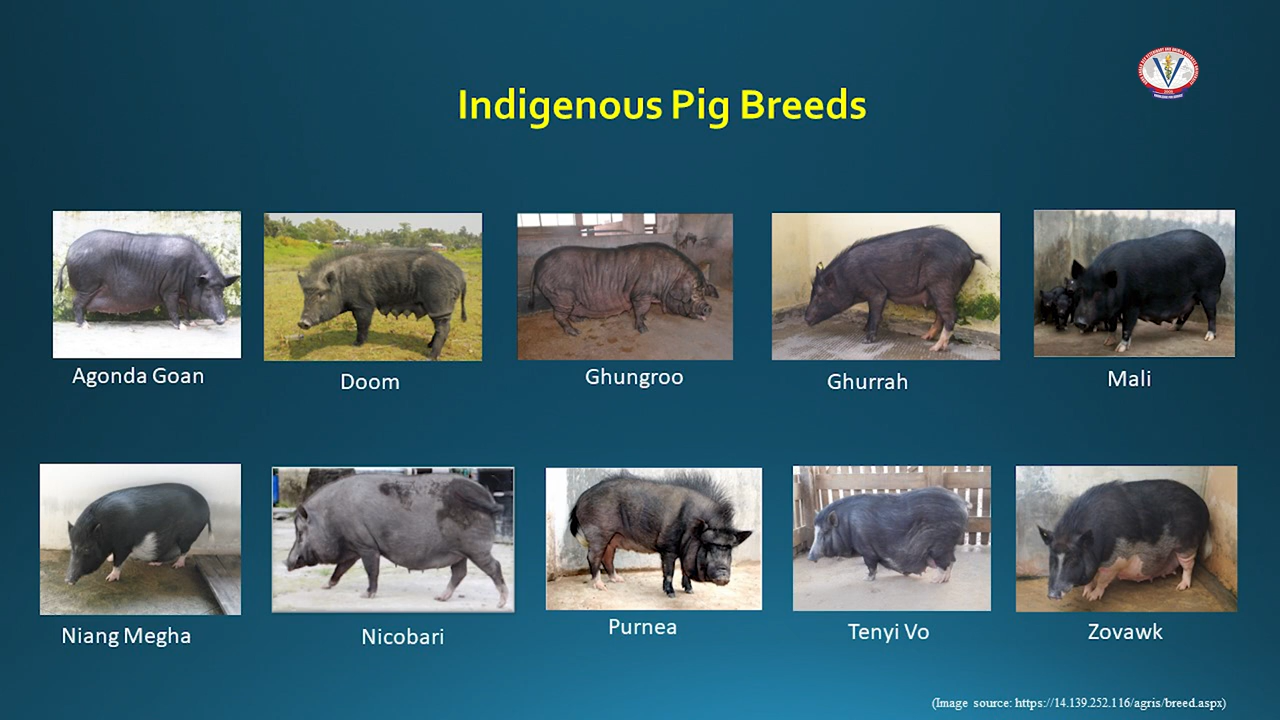 Indigenous Pig Breeds
Agonda Goan
Doom
Ghungroo
Ghurrah
Mali
Niang Megha
Nicobari
Purnea
Tenyi Vo
Zovawk
(Image source: https://14.139.252.116/agris/breed.aspx)